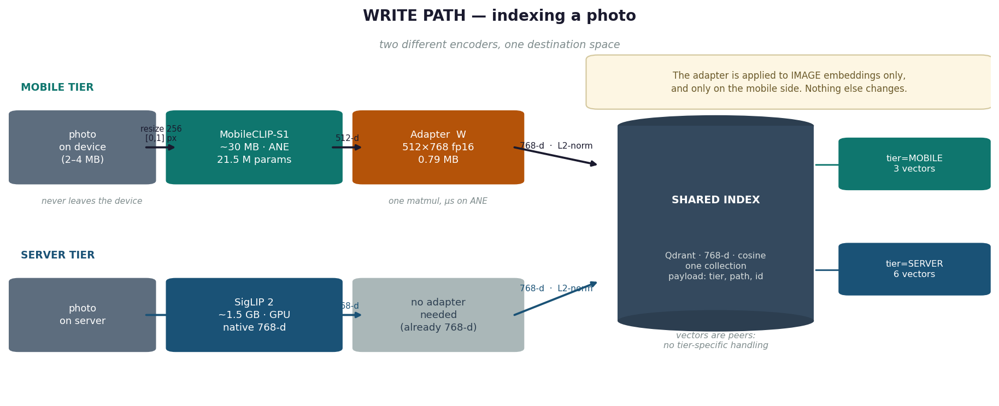 WRITE PATH — indexing a photo
two different encoders, one destination space
The adapter is applied to IMAGE embeddings only,
and only on the mobile side. Nothing else changes.
MOBILE TIER
photo
on device
(2–4 MB)
resize 256
[0,1] px
MobileCLIP-S1
~30 MB · ANE
21.5 M params
512-d
Adapter W
512×768 fp16
0.79 MB
768-d · L2-norm
never leaves the device
one matmul, µs on ANE
SHARED INDEX
Qdrant · 768-d · cosine
one collection
payload: tier, path, id
vectors are peers:
no tier-specific handling
tier=MOBILE
3 vectors
tier=SERVER
6 vectors
SERVER TIER
photo
on server
SigLIP 2
~1.5 GB · GPU
native 768-d
68-d
no adapter
needed
(already 768-d)
768-d · L2-norm